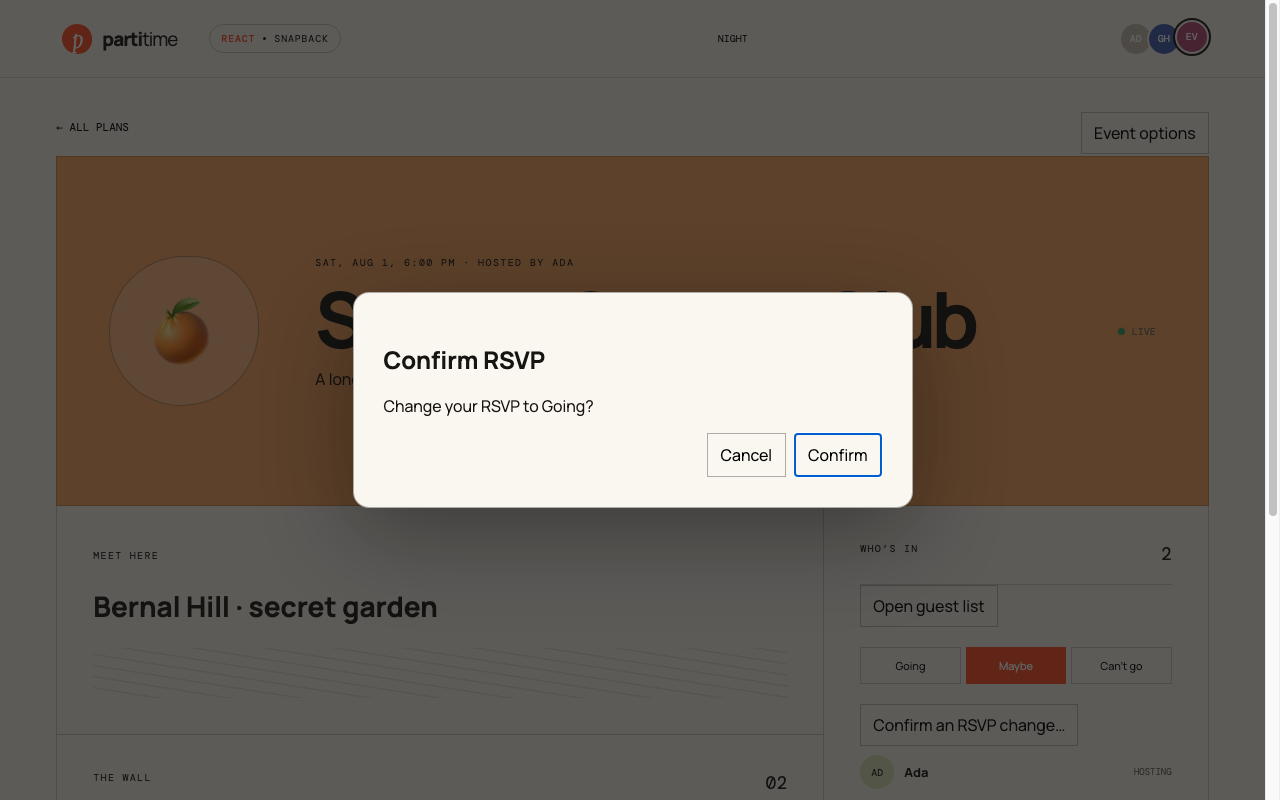 partitime
REACT • SNAPBACK
NIGHT
AD
GH
EV
← ALL PLANS
Event options
SAT, AUG 1, 6:00 PM · HOSTED BY ADA
LIVE
Confirm RSVP
Change your RSVP to Going?
Cancel
Confirm
MEET HERE
Bernal Hill · secret garden
WHO'S IN
2
Open guest list
Going
Maybe
Can't go
Confirm an RSVP change…
AD
Ada
HOSTING
THE WALL
02